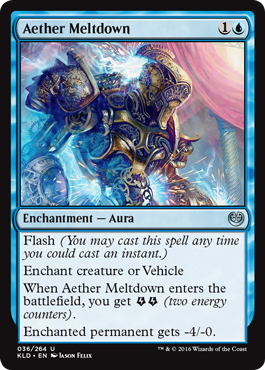 Aether Meltdown 1
Enchantment — Aura
Flash (You may cast this spell any time
you could cast an instant.)
Enchant creature or Vehicle
When Aether Meltdown enters the
battlefield, you get (two energy
counters).
Enchanted permanent gets -4/-0.
036/264 U
KLD • EN Jason Felix ™ & © 2016 Wizards of the Coast